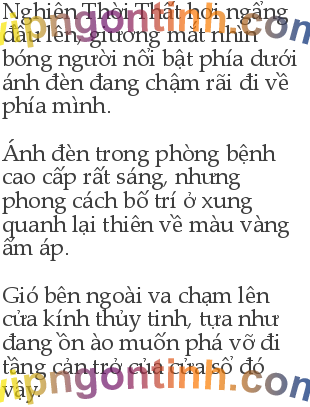 Nghiên Thời Thất hơi ngẩng
đầu lên, giương mắt nhìn
bóng người nổi bật phía dưới
ánh đèn đang chậm rãi đi về
phía mình.
Ánh đèn trong phòng bệnh
cao cấp rất sáng, nhưng
phong cách bố trí ở xung
quanh lại thiên về màu vàng
ấm áp.
Gió bên ngoài va chạm lên
cửa kính thủy tinh, tựa như
đang ồn ào muốn phá vỡ đi
tầng cản trở của cửa sổ đó
vậy.
vipngontinh.com